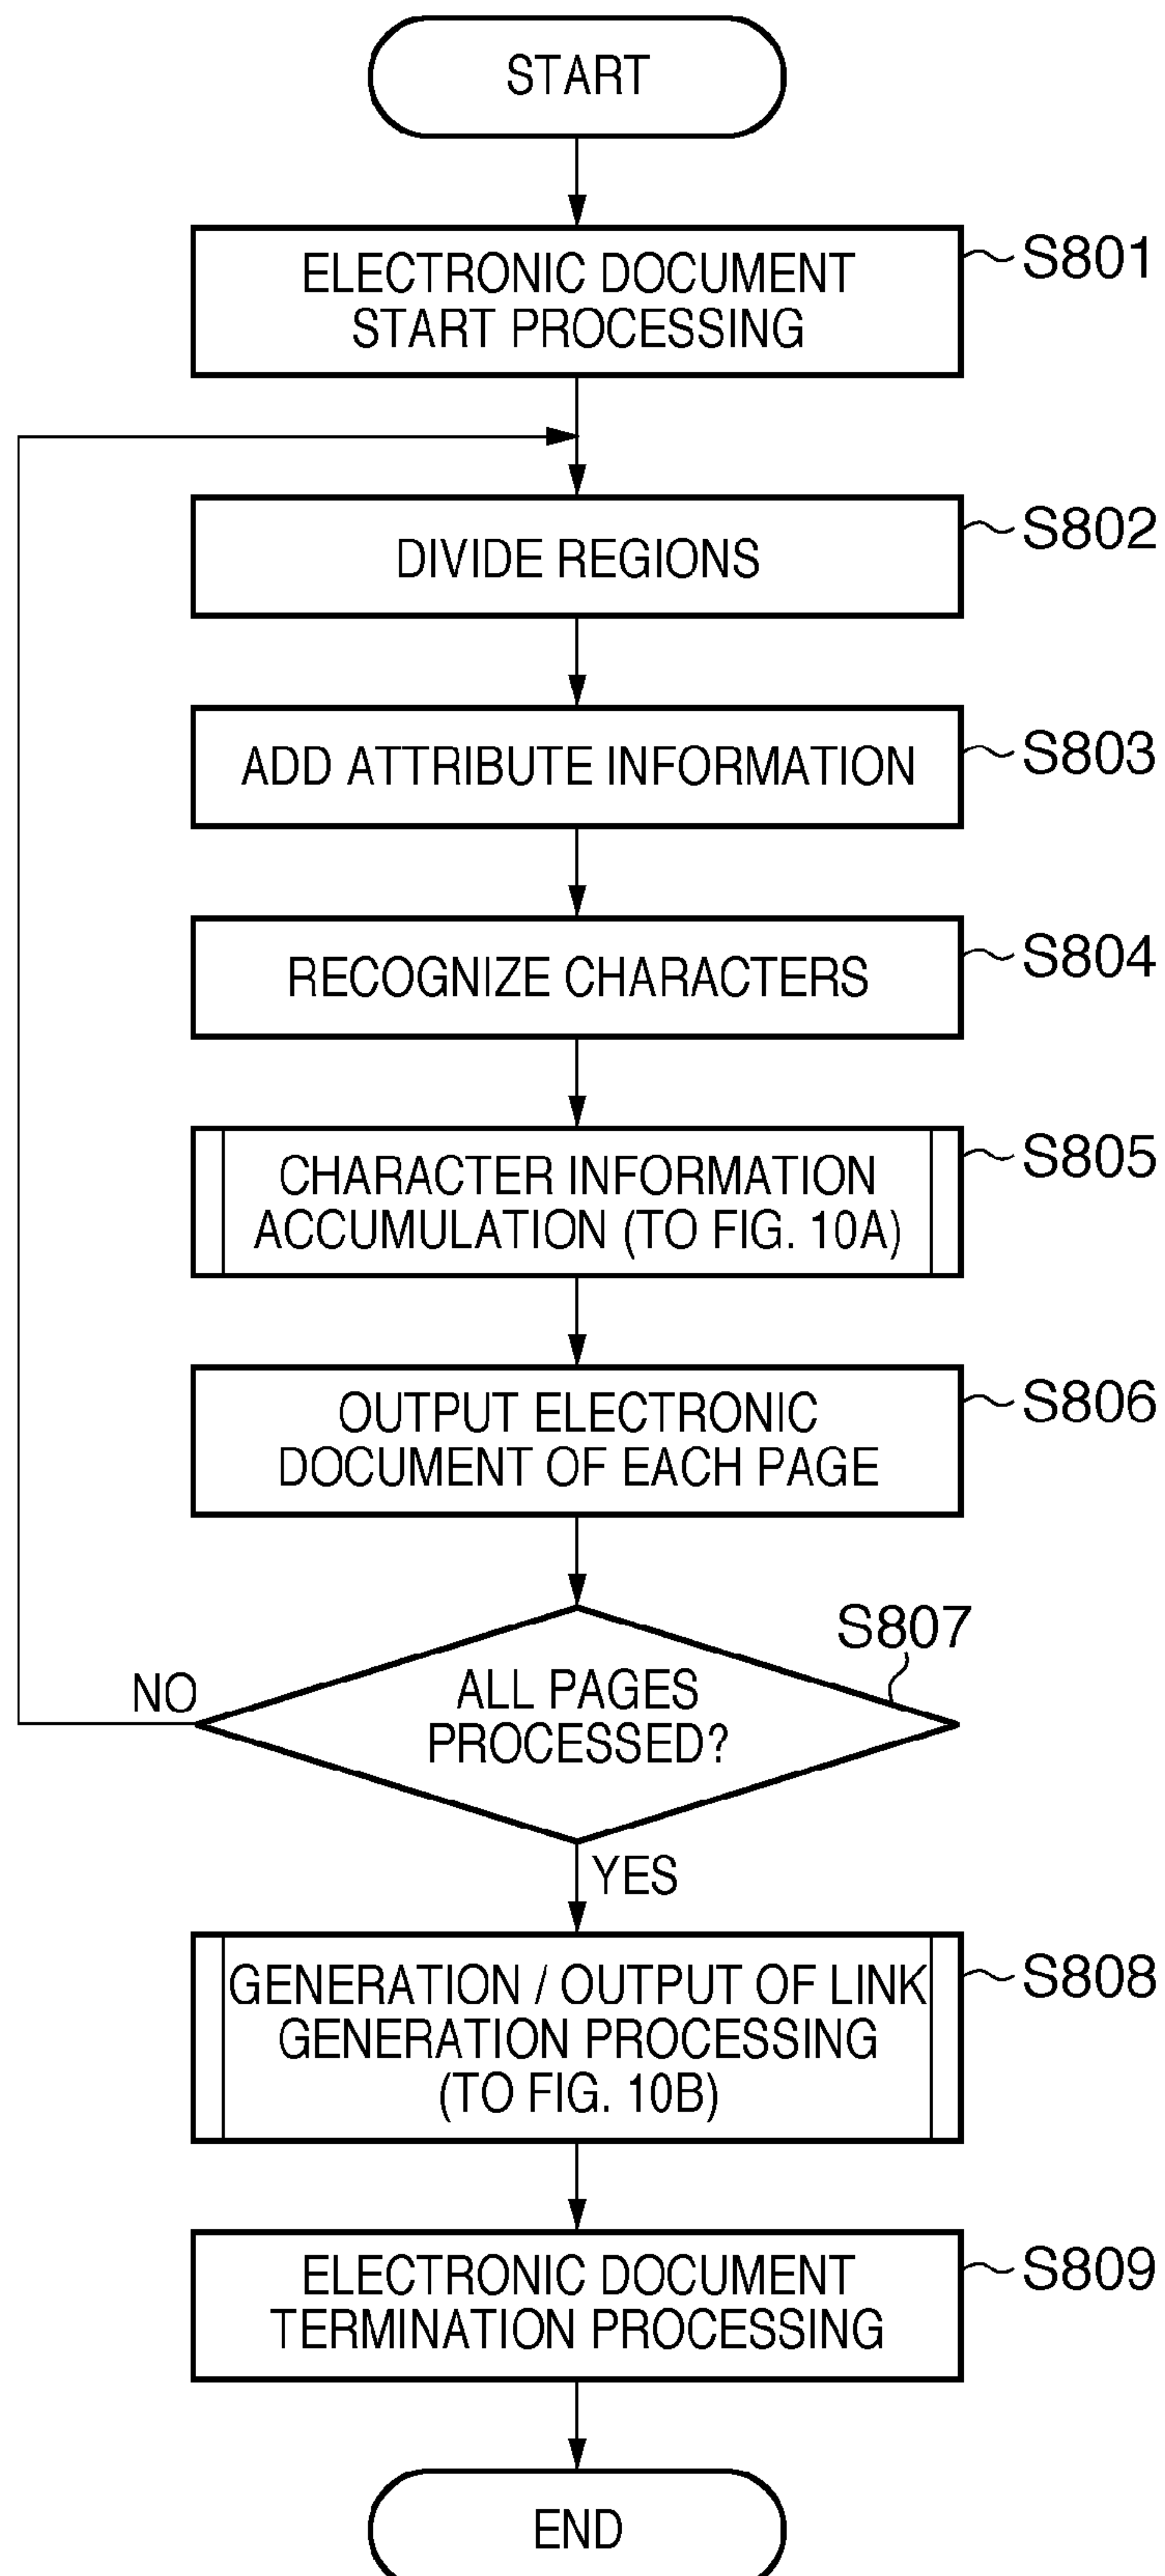 START
ELECTRONIC DOCUMENT
START PROCESSING
S801
DIVIDE REGIONS
S802
ADD ATTRIBUTE INFORMATION
S803
RECOGNIZE CHARACTERS
S804
CHARACTER INFORMATION
ACCUMULATION (TO FIG. 10A)
S805
OUTPUT ELECTRONIC
DOCUMENT OF EACH PAGE
S806
S807
ALL PAGES
PROCESSED?
NO
YES
GENERATION / OUTPUT OF LINK
GENERATION PROCESSING
(TO FIG. 10B)
S808
ELECTRONIC DOCUMENT
TERMINATION PROCESSING
S809
END